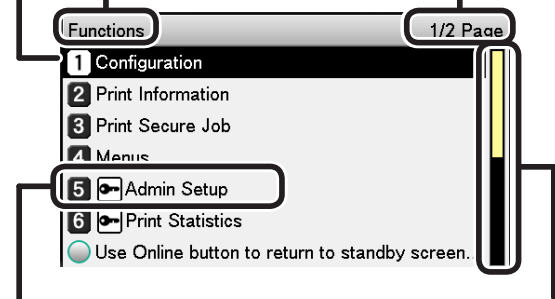 Functions 1/2 Page
1 Configuration
2 Print Information
3 Print Secure Job
4 Menus
5 Admin Setup
6 Print Statistics
Use Online button to return to standby screen.